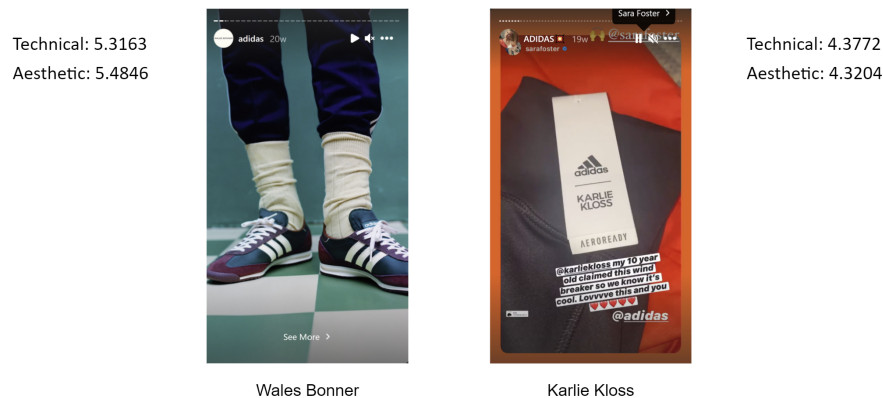 Technical: 5.3163
Aesthetic: 5.4846
adidas 20w
See More >
Wales Bonner
Sara Foster >
ADIDAS 19w @sarafoster
sarafoster
adidas
KARLIE
KLOSS
AEROREADY
@karliekloss my 10 year
old claimed this wind
breaker so we know it's
cool. Lovvvve this and you
@adidas
Karlie Kloss
Technical: 4.3772
Aesthetic: 4.3204